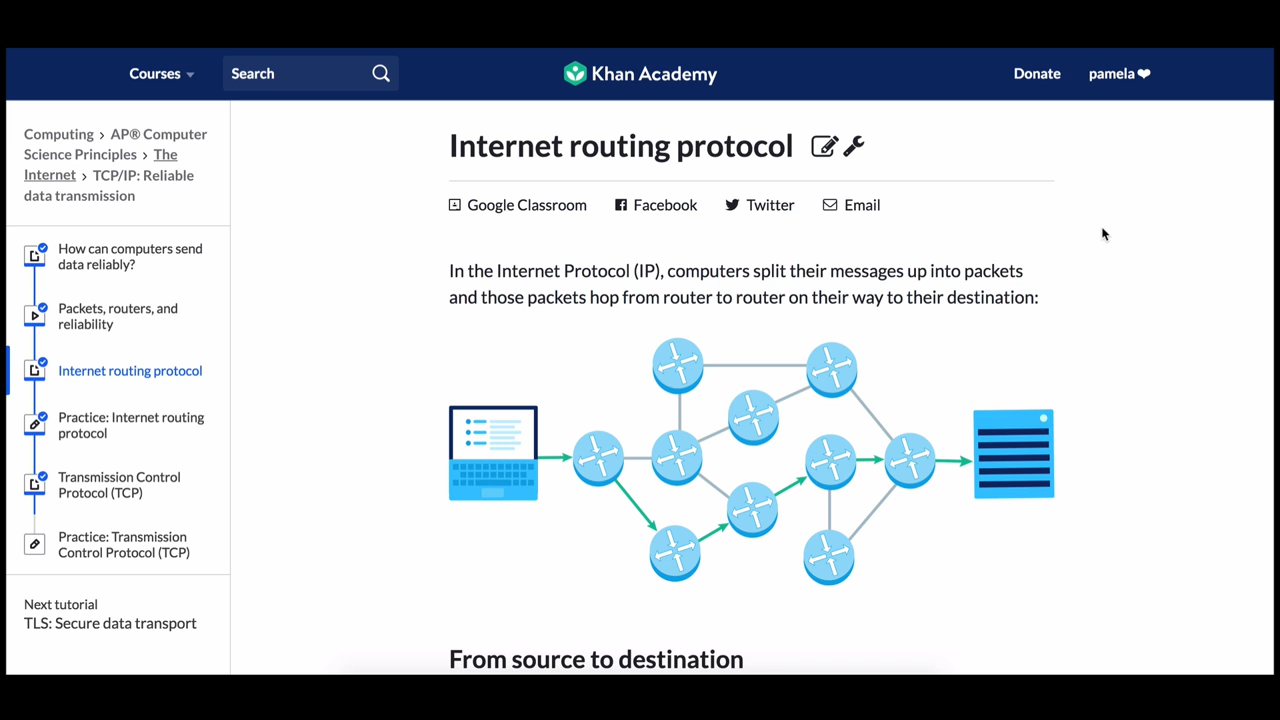 Courses
Search
Khan Academy
Donate
pamela❤
Computing › AP® Computer
Science Principles › The
Internet › TCP/IP: Reliable
data transmission
How can computers send
data reliably?
Packets, routers, and
reliability
Internet routing protocol
Practice: Internet routing
protocol
Transmission Control
Protocol (TCP)
Practice: Transmission
Control Protocol (TCP)
Next tutorial
TLS: Secure data transport
Internet routing protocol
Google Classroom
Facebook
Twitter
Email
In the Internet Protocol (IP), computers split their messages up into packets
and those packets hop from router to router on their way to their destination:
From source to destination